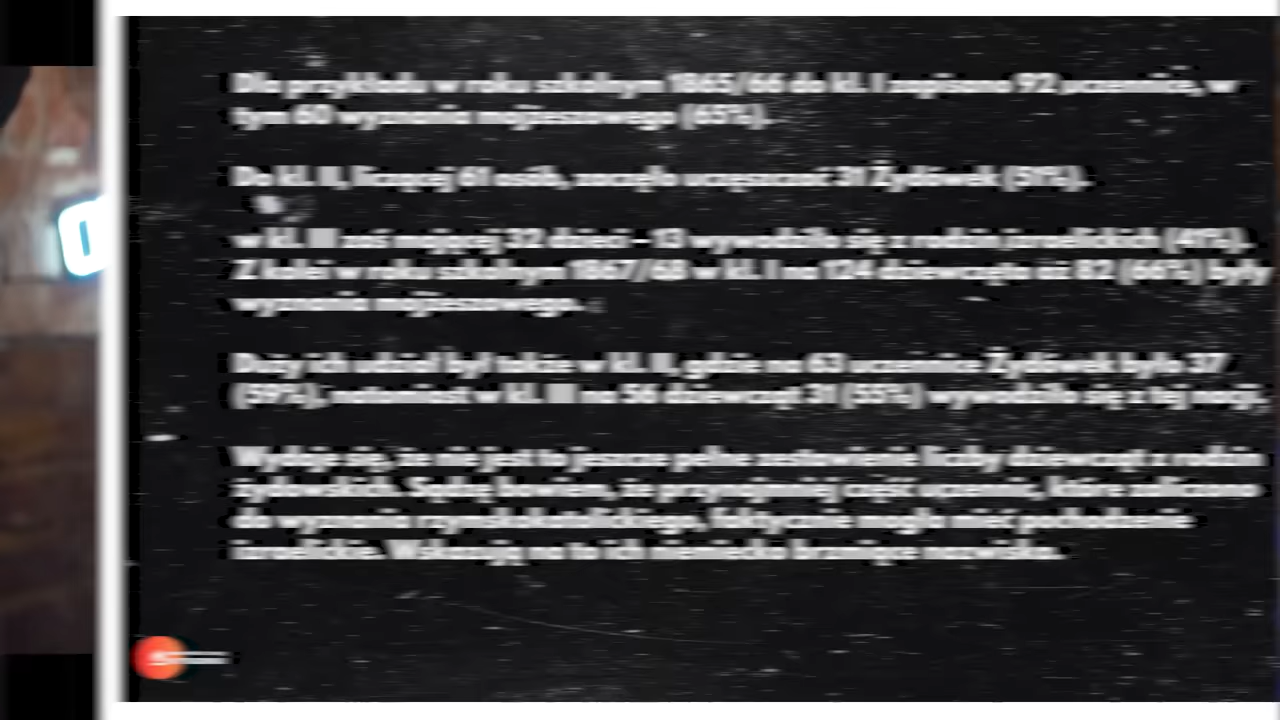 Dla przykładu w roku szkolnym 1865/66 do kl. I zapisano 92 uczennice, w
tym 60 wyznania mojżeszowego (65%).
Do kl. II, liczącej 61 osób, zaczęło uczęszczać 31 Żydówek (51%).
w kl. III zaś mającej 32 dzieci - 13 wywodziło się z rodzin izraelickich (41%).
Z kolei w roku szkolnym 1867/68 w kl. I na 124 dziewczęta aż 82 (66%) były
wyznania mojżeszowego.
Duży ich udział był także w kl. II, gdzie na 63 uczennice Żydówek było 37
(59%), natomiast w kl. III na 56 dziewcząt 31 (55%) wywodziło się z tej nacji.
Wydaje się, że nie jest to jeszcze pełne zestawienie liczby dziewcząt z rodzin
żydowskich. Sądzę bowiem, że przynajmniej część uczennic, które zaliczono
do wyznania rzymskokatolickiego, faktycznie mogło mieć pochodzenie
izraelickie. Wskazują na to ich niemiecko brzmiące nazwiska.